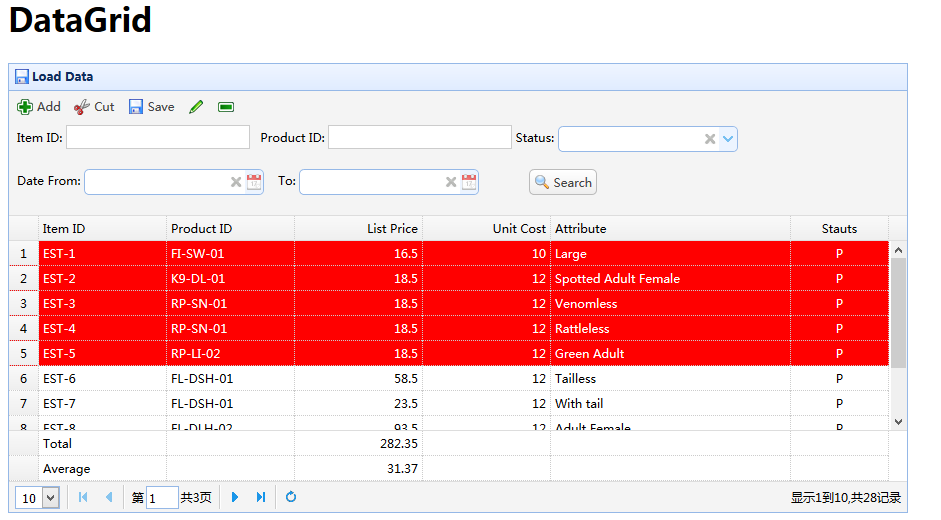 DataGrid
Load Data
Add Cut Save
Item ID: Product ID: Status:
Date From: To: Search
Item ID Product ID List Price Unit Cost Attribute Stauts
1 EST-1 FI-SW-01 16.5 10 Large P
2 EST-2 K9-DL-01 18.5 12 Spotted Adult Female P
3 EST-3 RP-SN-01 18.5 12 Venomless P
4 EST-4 RP-SN-01 18.5 12 Rattleless P
5 EST-5 RP-LI-02 18.5 12 Green Adult P
6 EST-6 FL-DSH-01 58.5 12 Tailless P
7 EST-7 FL-DSH-01 23.5 12 With tail P
8 EST-8 FL-DLH-02 93.5 12 Adult Female P
Total 282.35
Average 31.37
10 第 1 共3页 显示1到10,共28记录